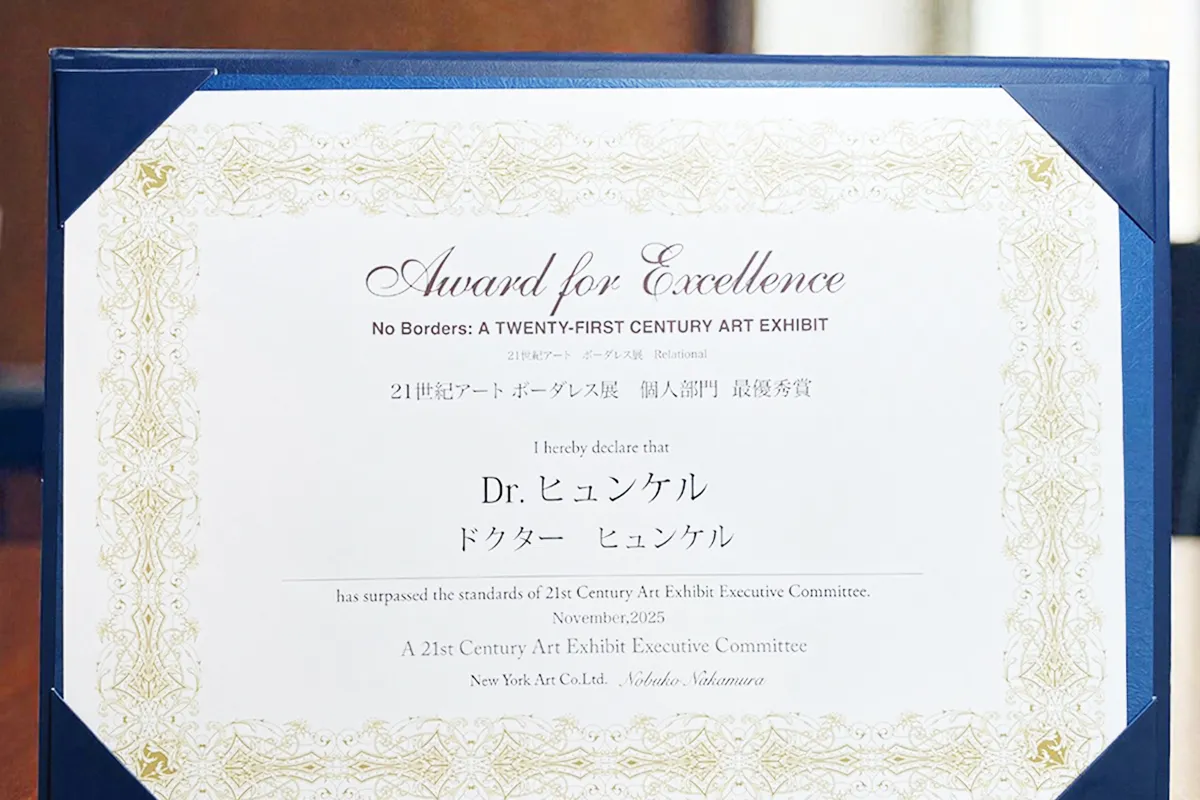 Award for Excellence
No Borders: A TWENTY-FIRST CENTURY ART EXHIBIT
21世紀アート　ボーダレス展　Relational
21世紀アート ボーダレス展　個人部門　最優秀賞
I hereby declare that
Dr. ヒュンケル
ドクター　ヒュンケル
has surpassed the standards of 21st Century Art Exhibit Executive Committee.
November,2025
A 21st Century Art Exhibit Executive Committee
New York Art Co.Ltd. Nobuko Nakamura